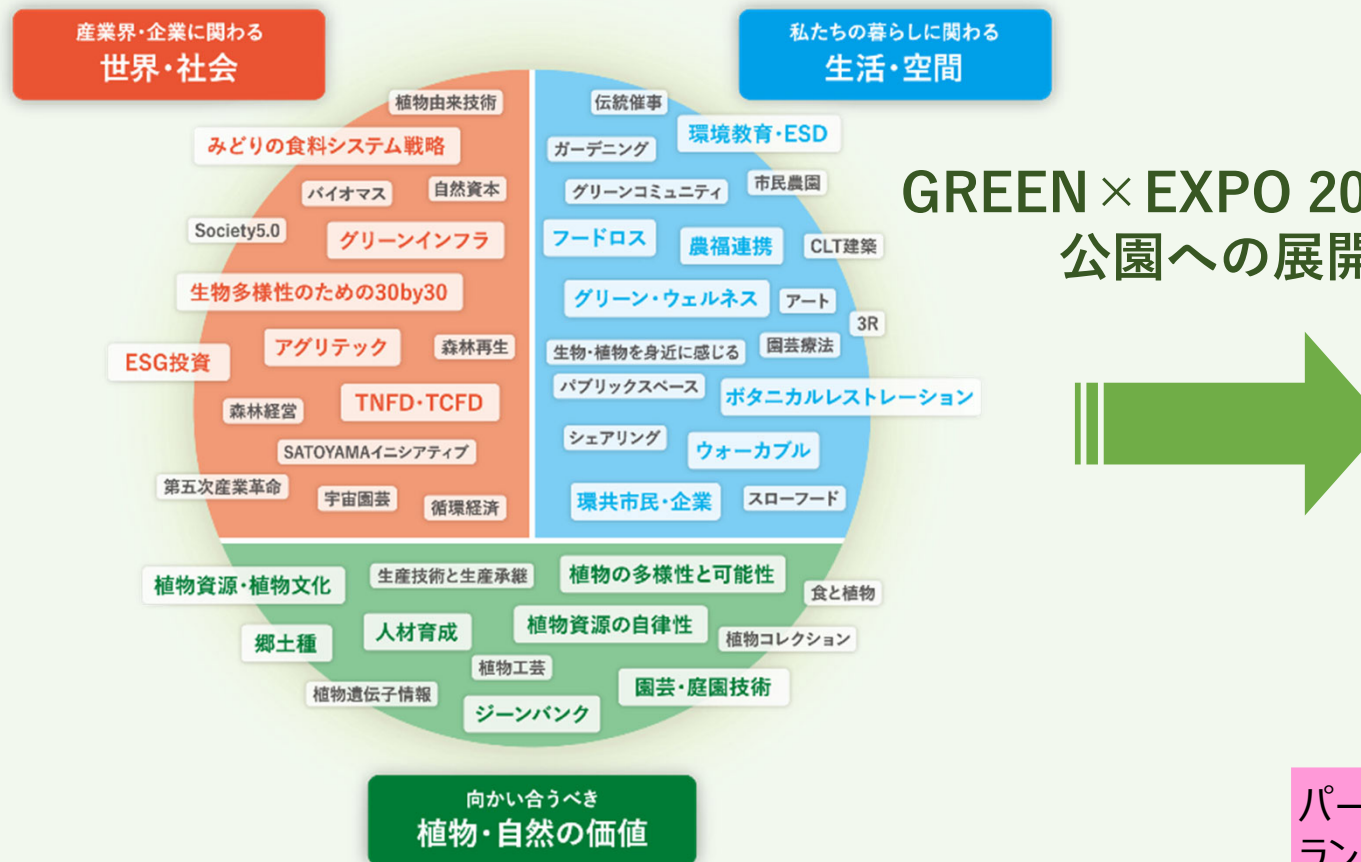 産業界・企業に関わる
世界・社会
私たちの暮らしに関わる
生活・空間
植物由来技術
みどりの食料システム戦略
バイオマス
自然資本
Society5.0
グリーンインフラ
生物多様性のための30by30
アグリテック
森林再生
ESG投資
TNFD・TCFD
森林経営
SATOYAMAイニシアティブ
第五次産業革命
宇宙園芸
循環経済
伝統催事
環境教育・ESD
ガーデニング
市民農園
グリーンコミュニティ
フードロス
農福連携
CLT建築
グリーン・ウェルネス
アート
3R
生物・植物を身近に感じる
園芸療法
パブリックスペース
ボタニカルレストレーション
シェアリング
ウォーカブル
環共市民・企業
スローフード
植物資源・植物文化
生産技術と生産承継
植物の多様性と可能性
食と植物
郷土種
人材育成
植物資源の自律性
植物コレクション
植物工芸
植物遺伝子情報
園芸・庭園技術
ジーンバンク
向かい合うべき
植物・自然の価値
GREEN×EXPO 20
公園への展開
パー
ラン